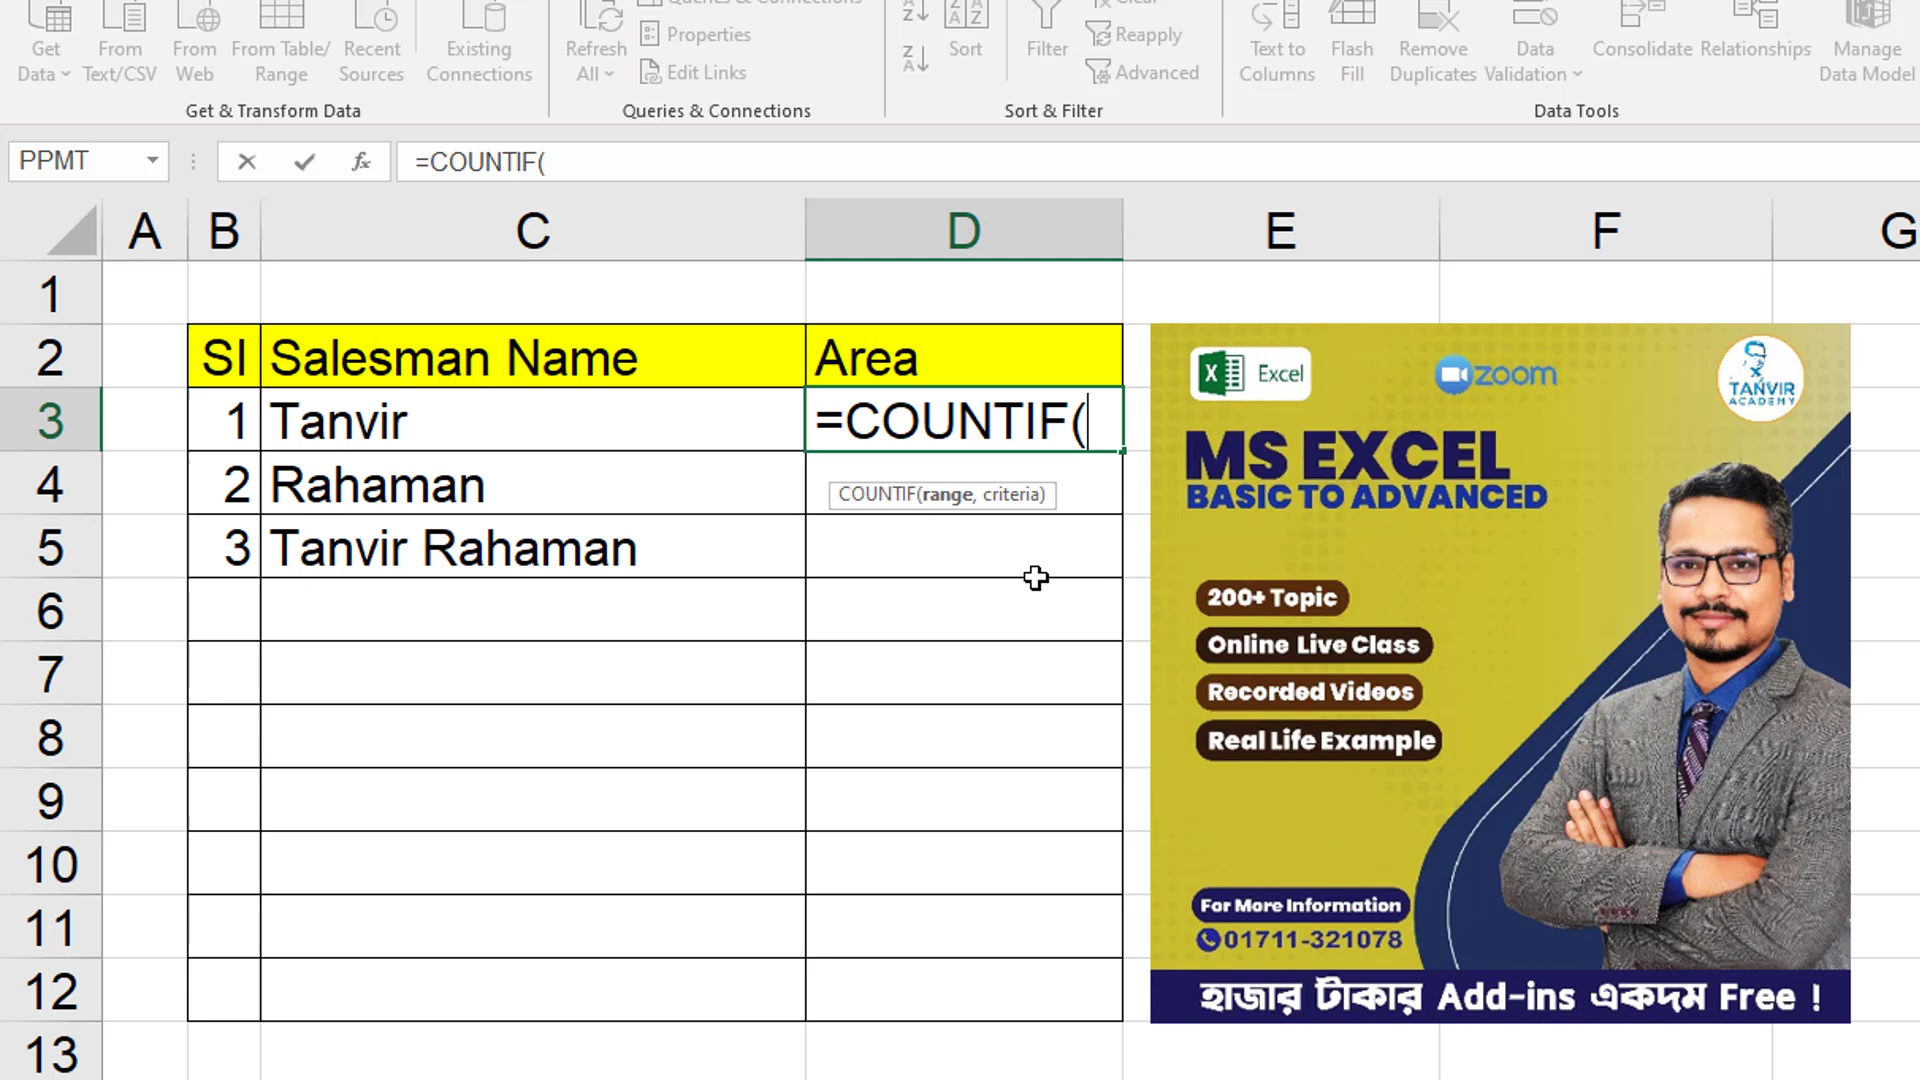 Queries & Connections
Clear
Get Data
From Text/CSV
From Web
From Table/ Range
Recent Sources
Existing Connections
Refresh All
Properties
Edit Links
Sort
Filter
Reapply
Advanced
Text to Columns
Flash Fill
Remove Duplicates
Data Validation
Consolidate
Relationships
Manage Data Model
Get & Transform Data
Queries & Connections
Sort & Filter
Data Tools
PPMT
fx
=COUNTIF(
A B C D E F G
1
2 SI Salesman Name Area
3 1 Tanvir =COUNTIF(
4 2 Rahaman
COUNTIF(range, criteria)
5 3 Tanvir Rahaman
6
7
8
9
10
11
12
13
Excel
zoom
TANVIR
ACADEMY
MS EXCEL
BASIC TO ADVANCED
200+ Topic
Online Live Class
Recorded Videos
Real Life Example
For More Information
01711-321078
হাজার টাকার Add-ins একদম Free !